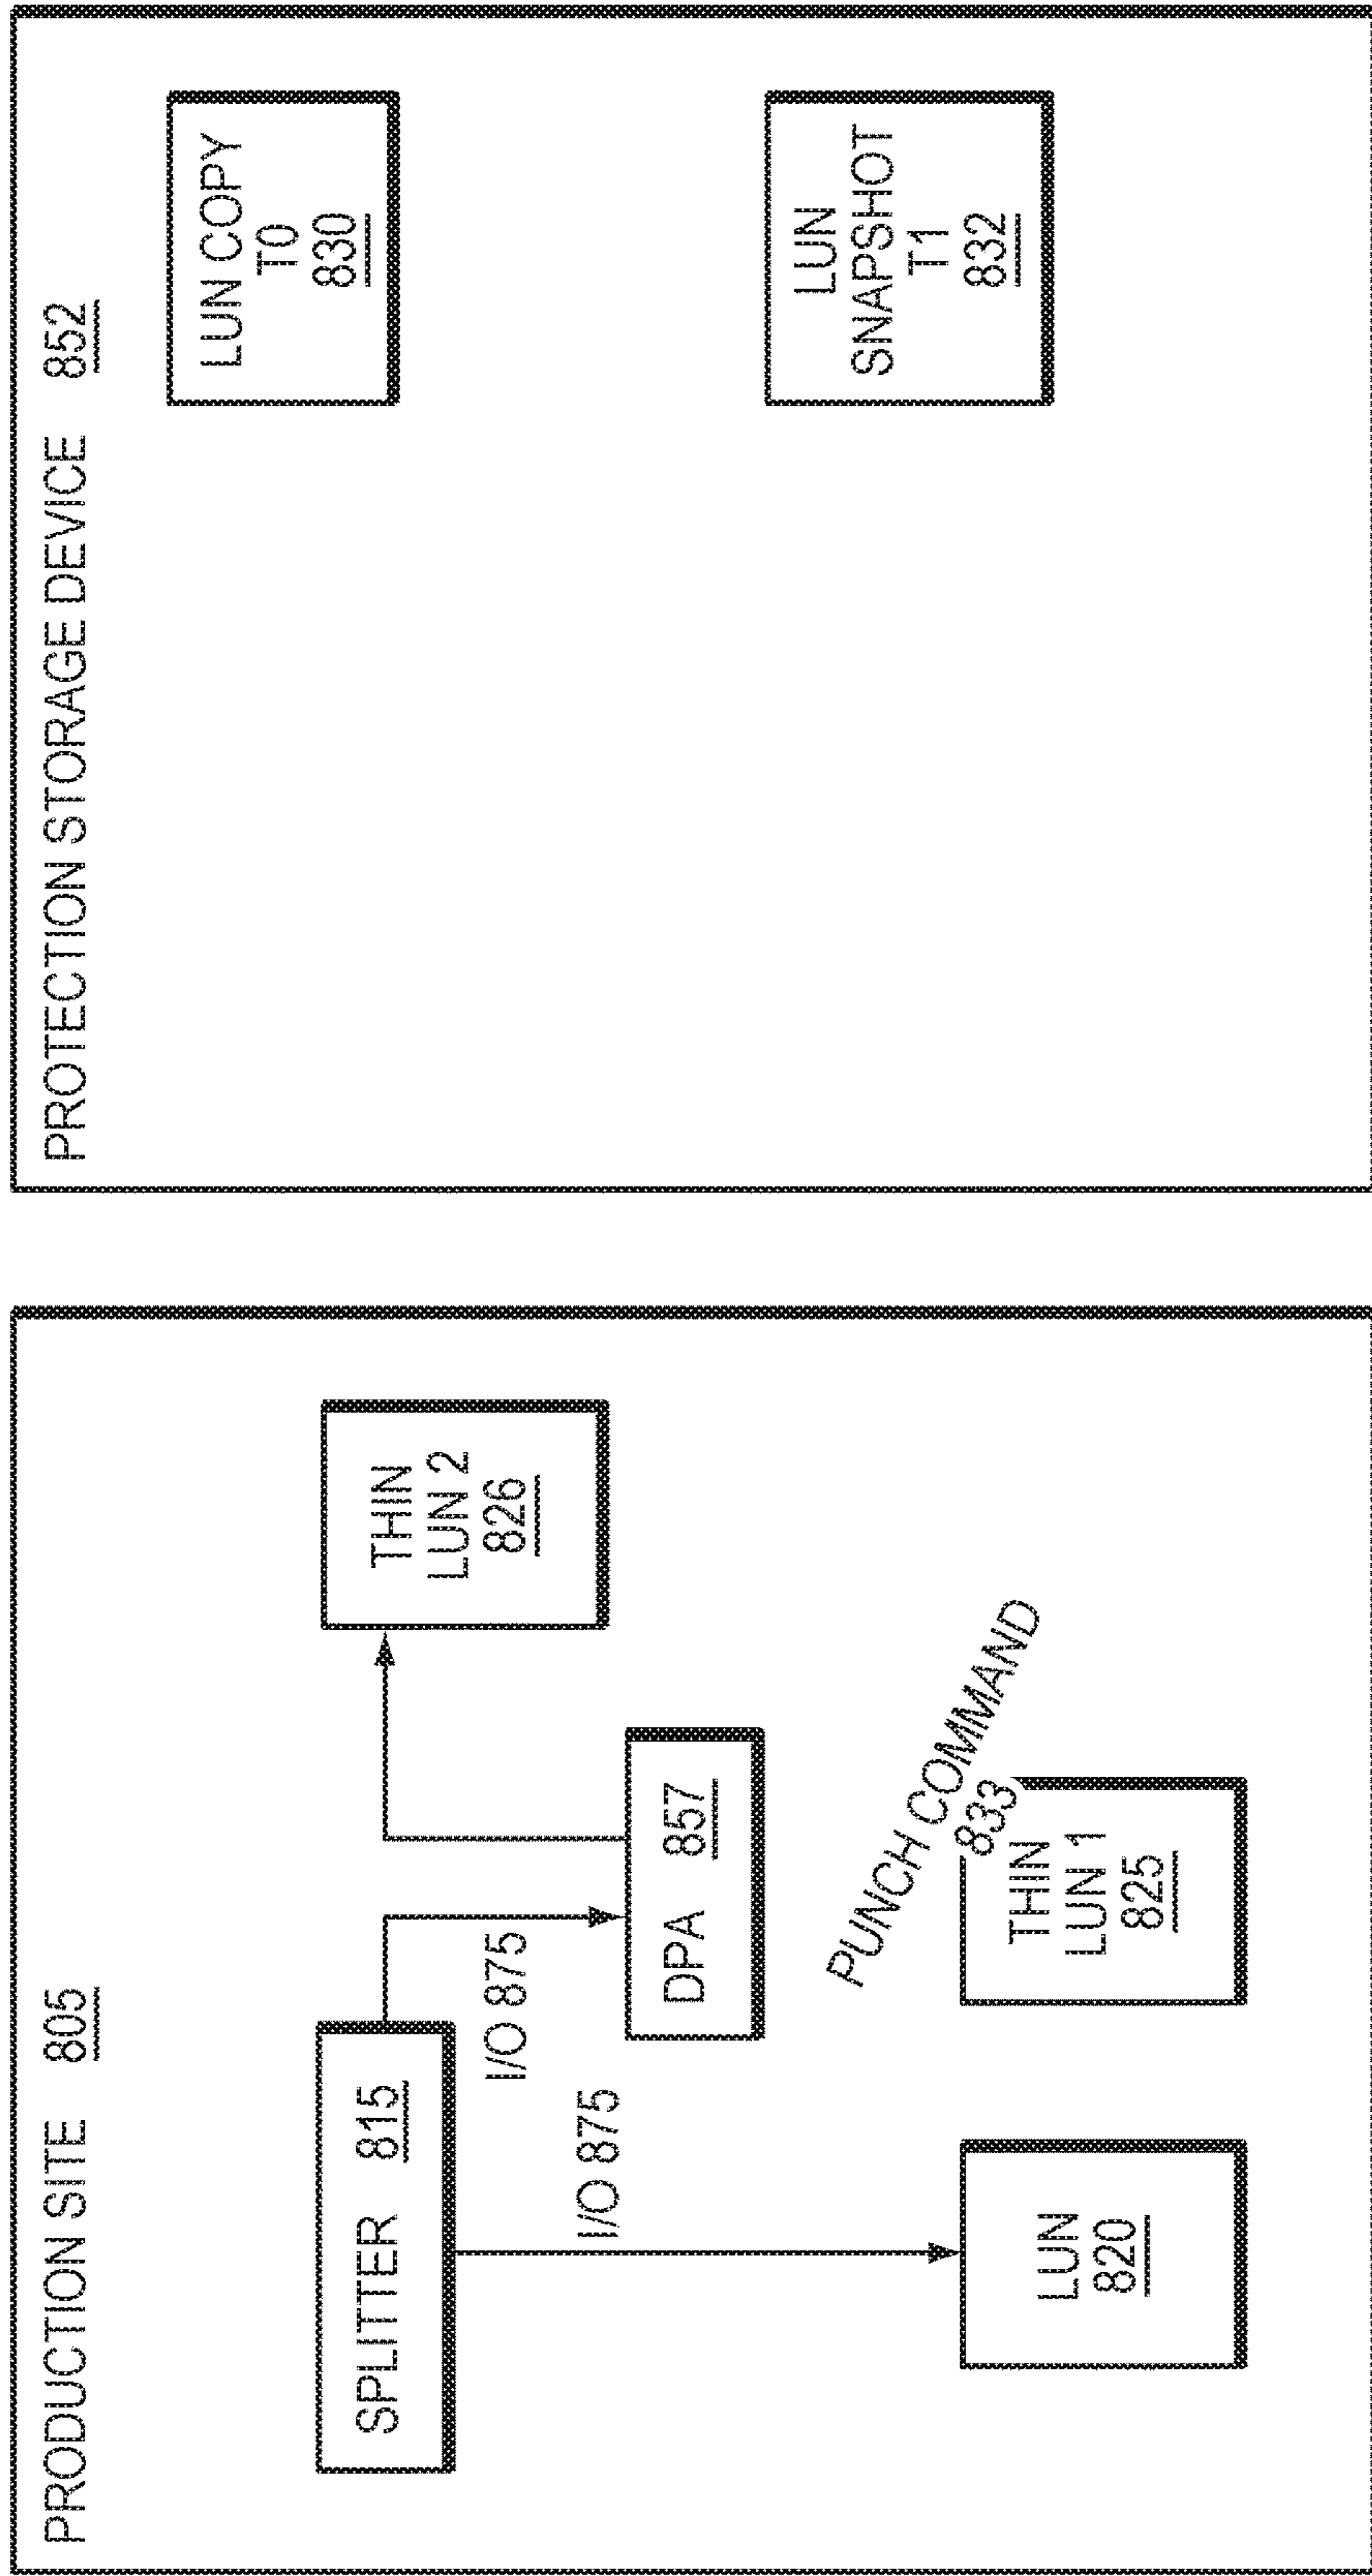 PRODUCTION SITE 805
SPLITTER 815
I/O 875
I/O 875
DPA 857
THIN
LUN 2
826
PUNCH COMMAND
833
LUN
820
THIN
LUN 1
825
PROTECTION STORAGE DEVICE 852
LUN COPY
T0
830
LUN
SNAPSHOT
T1
832